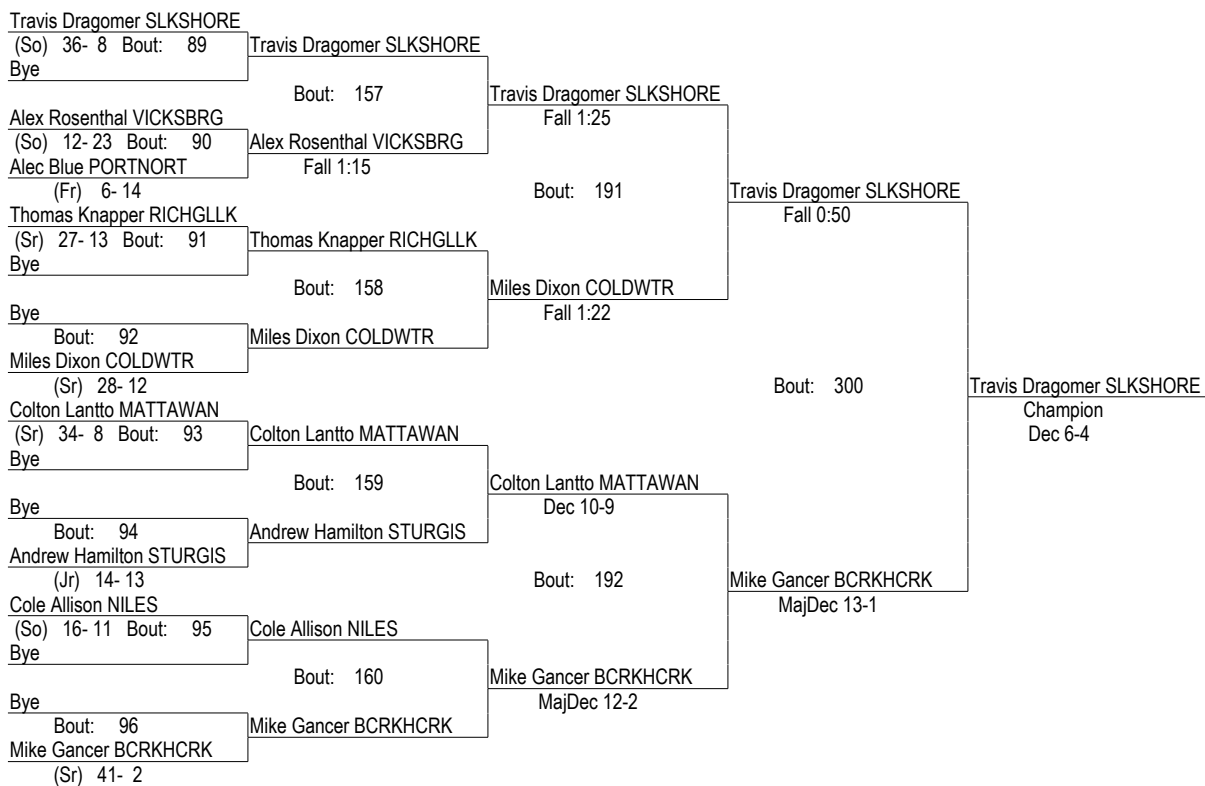 Travis Dragomer SLKSHORE
(So) 36- 8 Bout: 89 Travis Dragomer SLKSHORE
Bye
Bout: 157 Travis Dragomer SLKSHORE
Alex Rosenthal VICKSBRG Fall 1:25
(So) 12- 23 Bout: 90 Alex Rosenthal VICKSBRG
Alec Blue PORTNORT Fall 1:15
(Fr) 6- 14 Bout: 191 Travis Dragomer SLKSHORE
Thomas Knapper RICHGLLK Fall 0:50
(Sr) 27- 13 Bout: 91 Thomas Knapper RICHGLLK
Bye
Bout: 158 Miles Dixon COLDWTR
Bye Fall 1:22
Bout: 92 Miles Dixon COLDWTR
Miles Dixon COLDWTR
(Sr) 28- 12 Bout: 300 Travis Dragomer SLKSHORE
Colton Lantto MATTAWAN Champion
(Sr) 34- 8 Bout: 93 Colton Lantto MATTAWAN Dec 6-4
Bye
Bout: 159 Colton Lantto MATTAWAN
Bye Dec 10-9
Bout: 94 Andrew Hamilton STURGIS
Andrew Hamilton STURGIS
(Jr) 14- 13 Bout: 192 Mike Gancer BCRKHCRK
Cole Allison NILES MajDec 13-1
(So) 16- 11 Bout: 95 Cole Allison NILES
Bye
Bout: 160 Mike Gancer BCRKHCRK
Bye MajDec 12-2
Bout: 96 Mike Gancer BCRKHCRK
Mike Gancer BCRKHCRK
(Sr) 41- 2